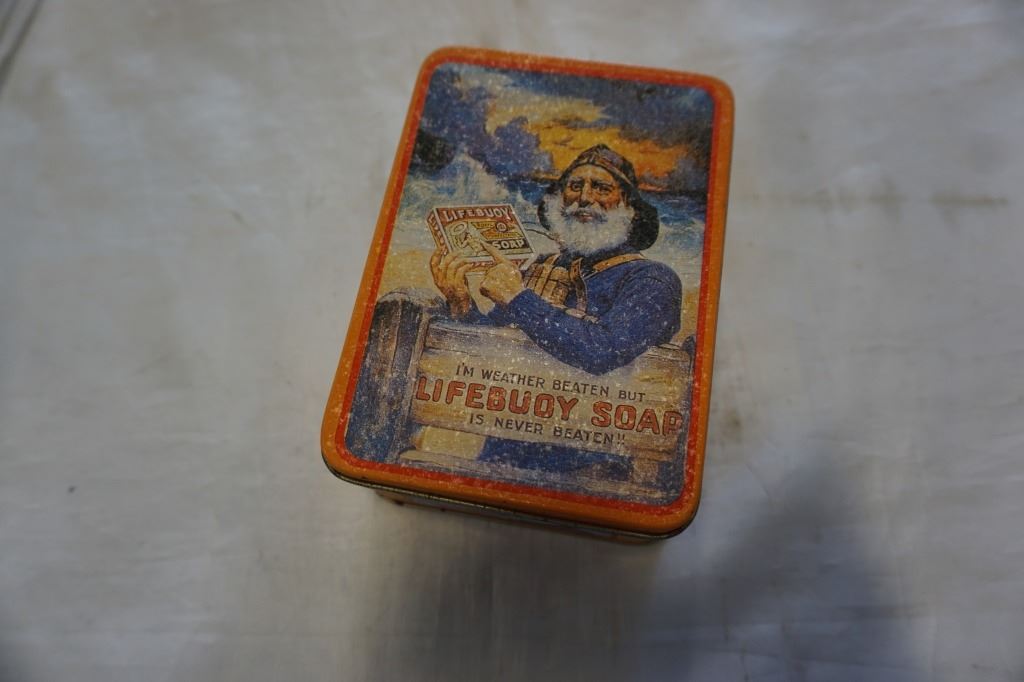 LIFEBUOY
SOAP
I'M WEATHER BEATEN BUT
LIFEBUOY SOAP
IS NEVER BEATEN!!